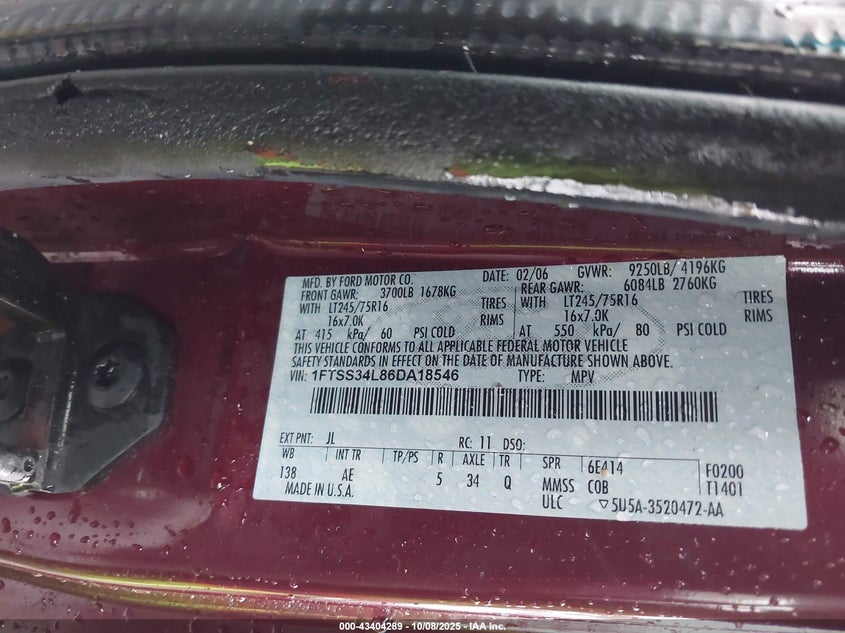 MFD. BY FORD MOTOR CO. DATE: 02/06 GVWR: 9250LB/ 4196KG
FRONT GAWR: 3700LB 1678KG REAR GAWR: 6084LB 2760KG
WITH LT245/75R16 TIRES WITH LT245/75R16 TIRES
16x7.0K RIMS 16x7.0K RIMS
AT 415 kPa/ 60 PSI COLD AT 550 kPa/ 80 PSI COLD
THIS VEHICLE CONFORMS TO ALL APPLICABLE FEDERAL MOTOR VEHICLE
SAFETY STANDARDS IN EFFECT ON THE DATE OF MANUFACTURE SHOWN ABOVE.
VIN: 1FTSS34L86DA18546 TYPE: MPV
EXT PNT: JL RC: 11 DSO:
WB INT TR TP/PS R AXLE TR SPR 6E414 F0200
138 AE 5 34 Q MMSS COB T1401
MADE IN U.S.A. ULC ▽5U5A-3520472-AA
000-43404289 - 10/08/2025 - IAA Inc.